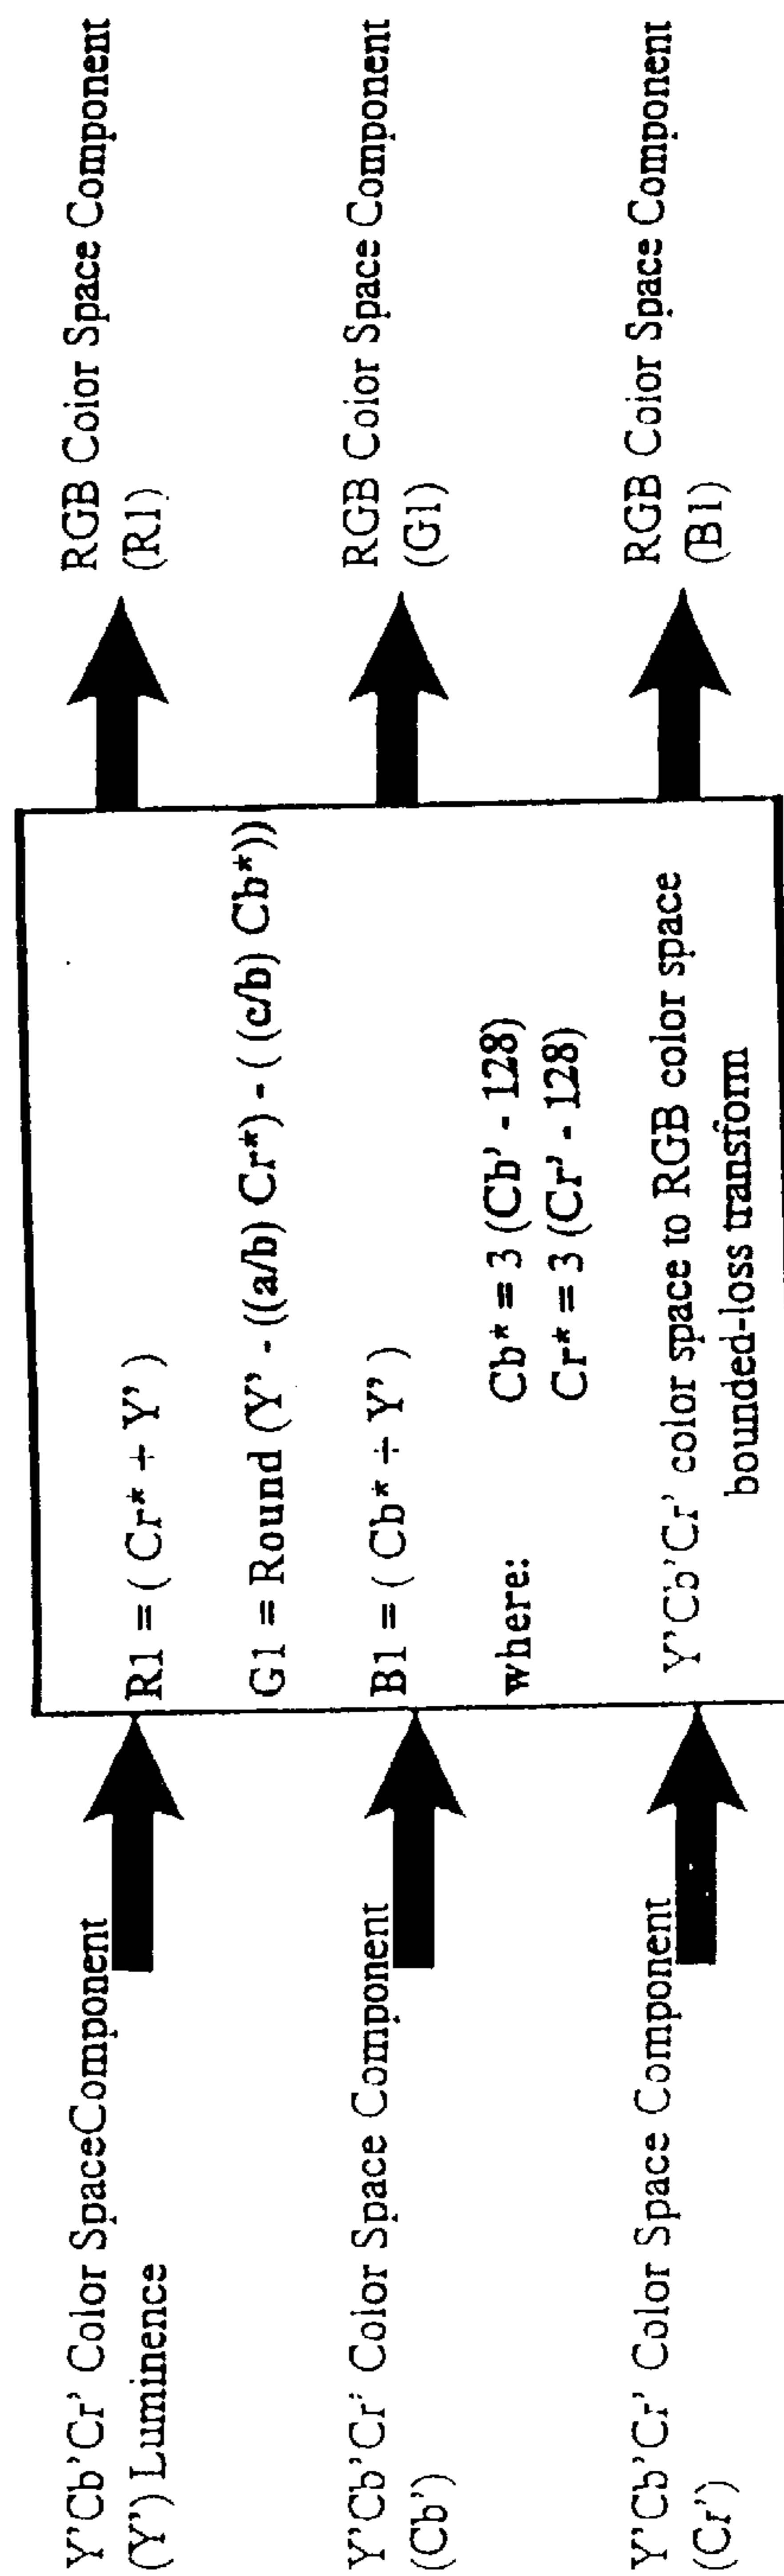 Y'Cb'Cr' Color SpaceComponent
(Y') Luminence
Y'Cb'Cr' Color Space Component
(Cb')
Y'Cb'Cr' Color Space Component
(Cr')
R1 = ( Cr* + Y' )
G1 = Round (Y' - ((a/b) Cr*) - ( (c/b) Cb*))
B1 = ( Cb* + Y' )
where:
Cb* = 3 (Cb' - 128)
Cr* = 3 (Cr' - 128)
Y'Cb'Cr' color space to RGB color space
bounded-loss transform
RGB Color Space Component
(R1)
RGB Color Space Component
(G1)
RGB Color Space Component
(B1)